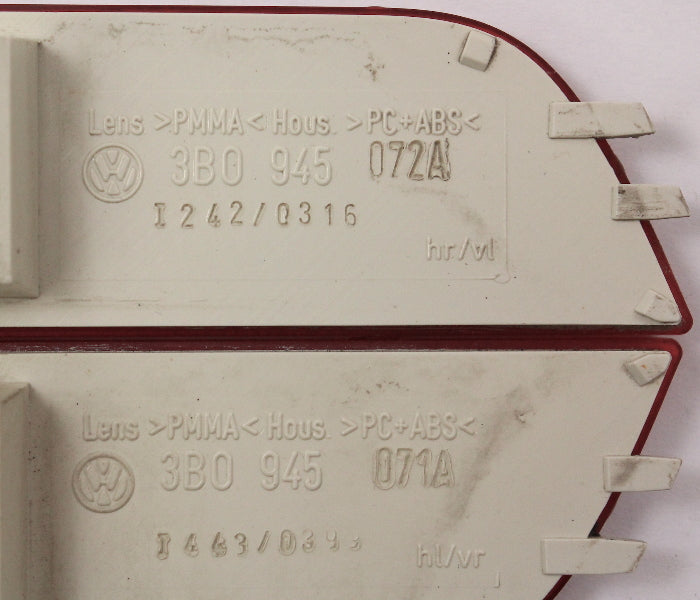 Lens >PMMA< Hous. >PC+ABS<
3B0 945 072A
I242/0316
hr/vl
Lens >PMMA< Hous. >PC+ABS<
3B0 945 071A
hl/vr